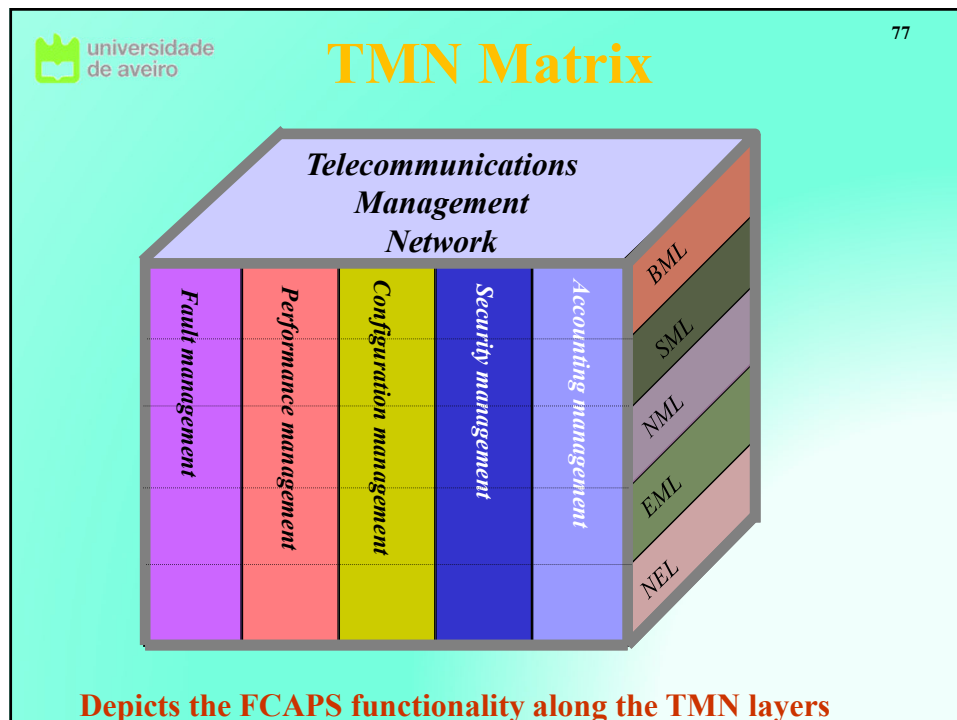 universidade
de aveiro
TMN Matrix
77
Telecommunications
Management
Network
Fault management
Performance management
Configuration management
Security management
Accounting management
BML
SML
NML
EML
NEL
Depicts the FCAPS functionality along the TMN layers